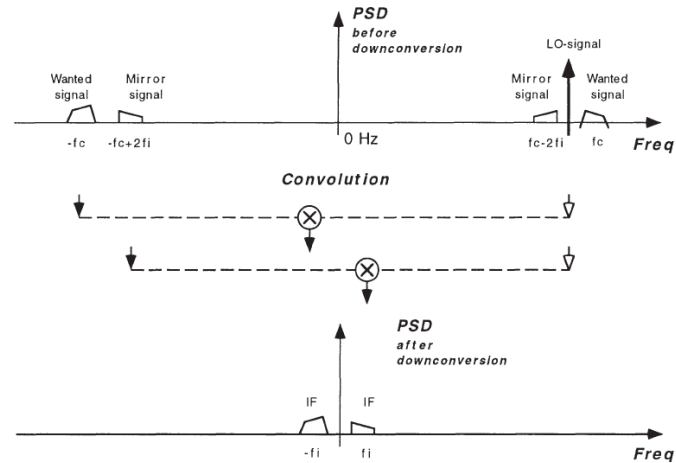 PSD
before
downconversion
LO-signal
Wanted
signal
Mirror
signal
Mirror
signal
Wanted
signal
-fc
-fc+2fi
0 Hz
fc-2fi
fc
Freq
Convolution
PSD
after
downconversion
IF
IF
-fi
fi
Freq